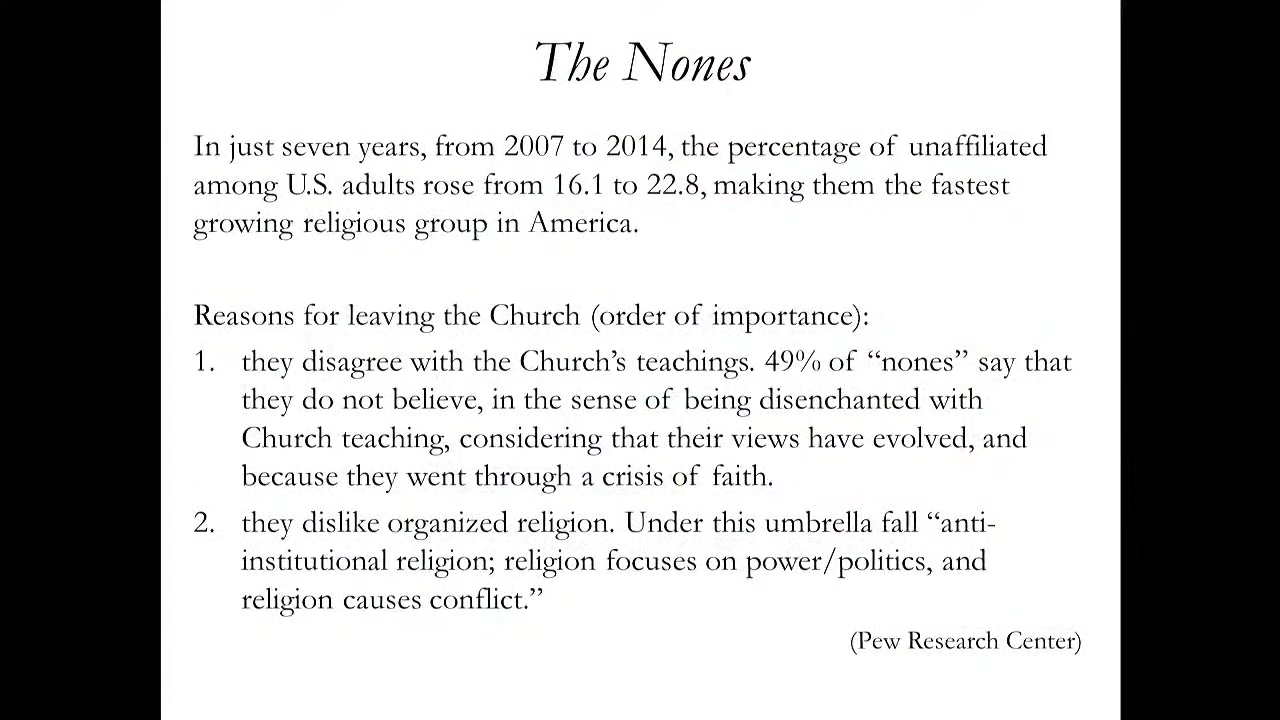 The Nones
In just seven years, from 2007 to 2014, the percentage of unaffiliated
among U.S. adults rose from 16.1 to 22.8, making them the fastest
growing religious group in America.
Reasons for leaving the Church (order of importance):
1. they disagree with the Church’s teachings. 49% of “nones” say that
they do not believe, in the sense of being disenchanted with
Church teaching, considering that their views have evolved, and
because they went through a crisis of faith.
2. they dislike organized religion. Under this umbrella fall “anti-
institutional religion; religion focuses on power/politics, and
religion causes conflict.”
(Pew Research Center)